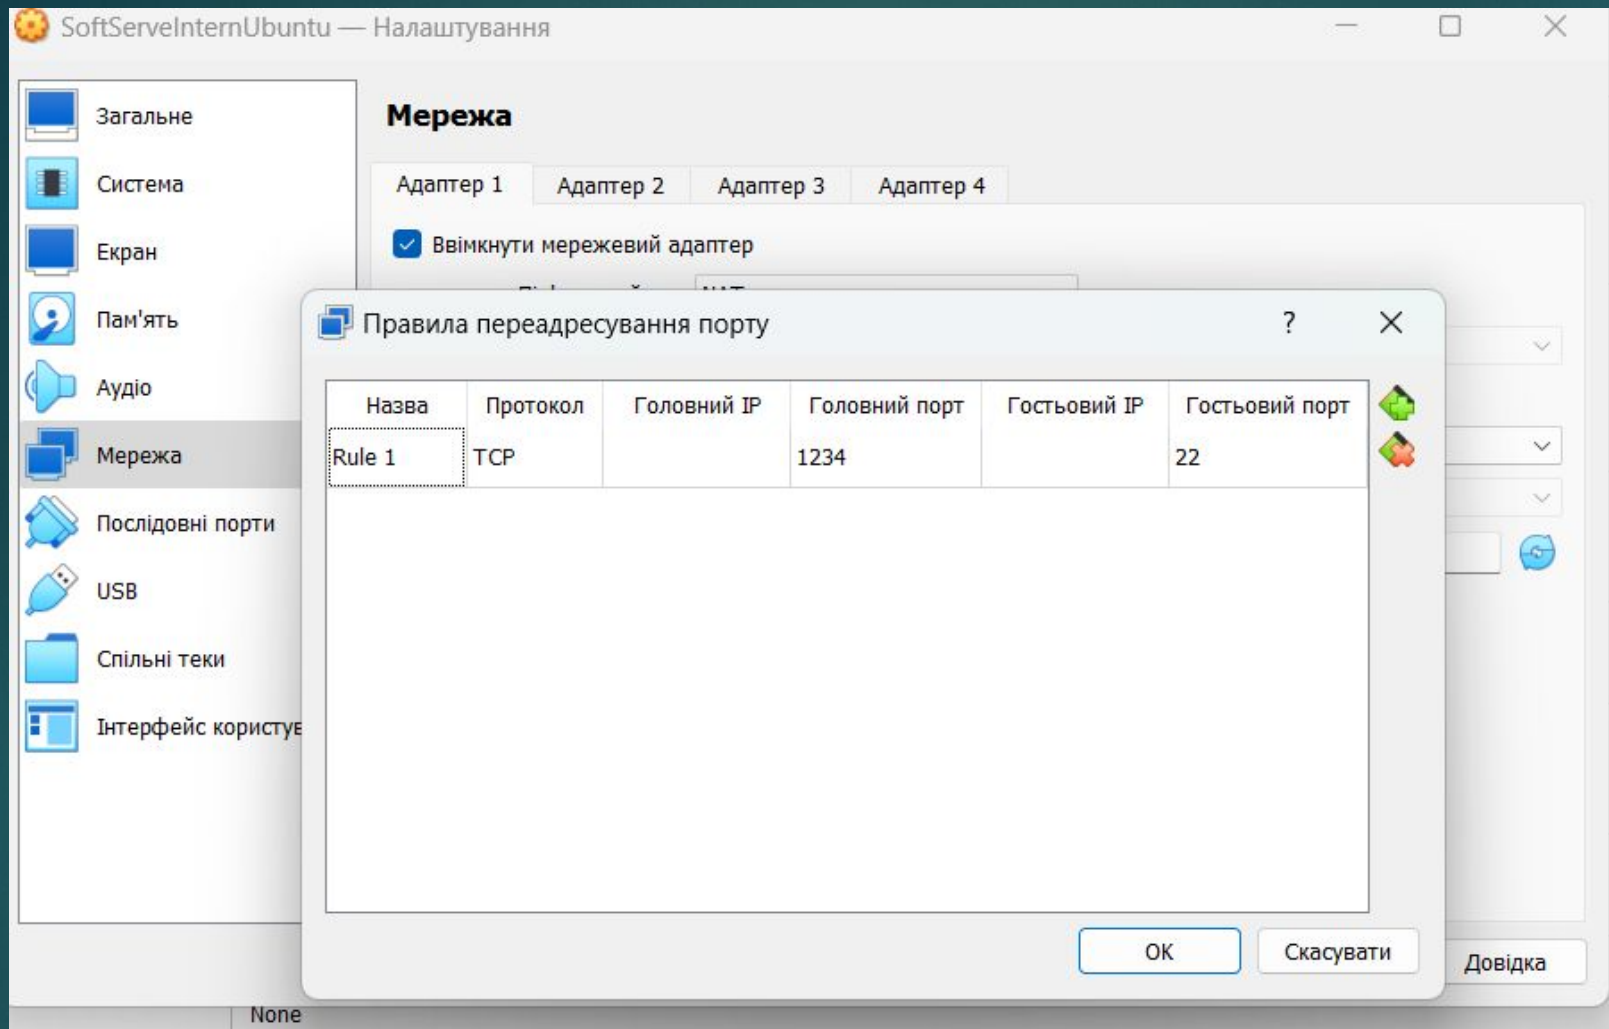 SoftServeInternUbuntu — Налаштування
Загальне
Система
Екран
Пам'ять
Аудіо
Мережа
Послідовні порти
USB
Спільні теки
Інтерфейс користув
Мережа
Адаптер 1 Адаптер 2 Адаптер 3 Адаптер 4
Ввімкнути мережевий адаптер
Правила переадресування порту ?
Назва Протокол Головний IP Головний порт Гостьовий IP Гостьовий порт
Rule 1 TCP 1234 22
OK Скасувати
Довідка
None